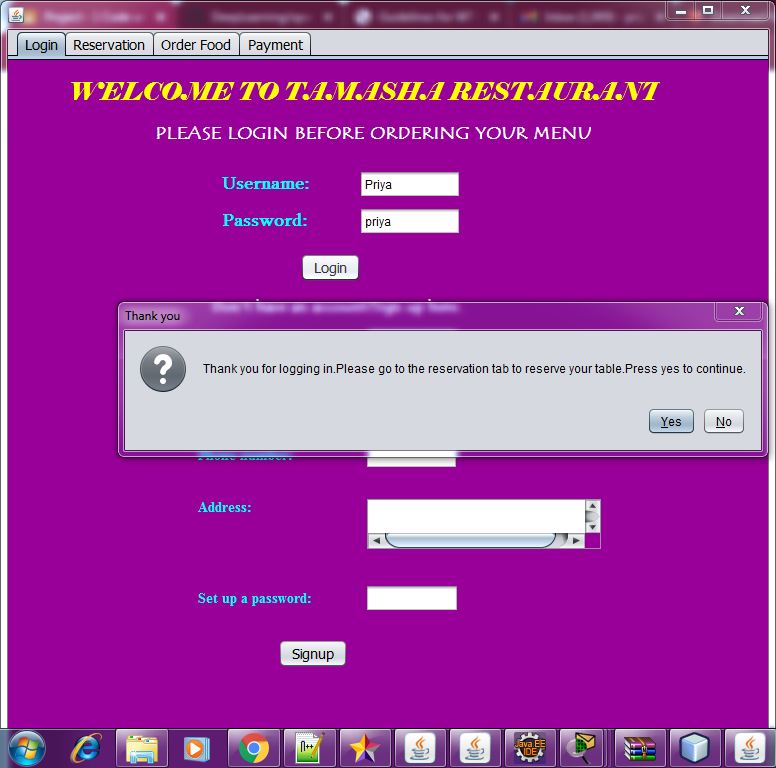 Login Reservation Order Food Payment
WELCOME TO TAMASHA RESTAURANT
PLEASE LOGIN BEFORE ORDERING YOUR MENU
Username: Priya
Password: priya
Login
Thank you
Thank you for logging in.Please go to the reservation tab to reserve your table.Press yes to continue.
Yes No
Phone number:
Address:
Set up a password:
Signup
Java EE
IDE